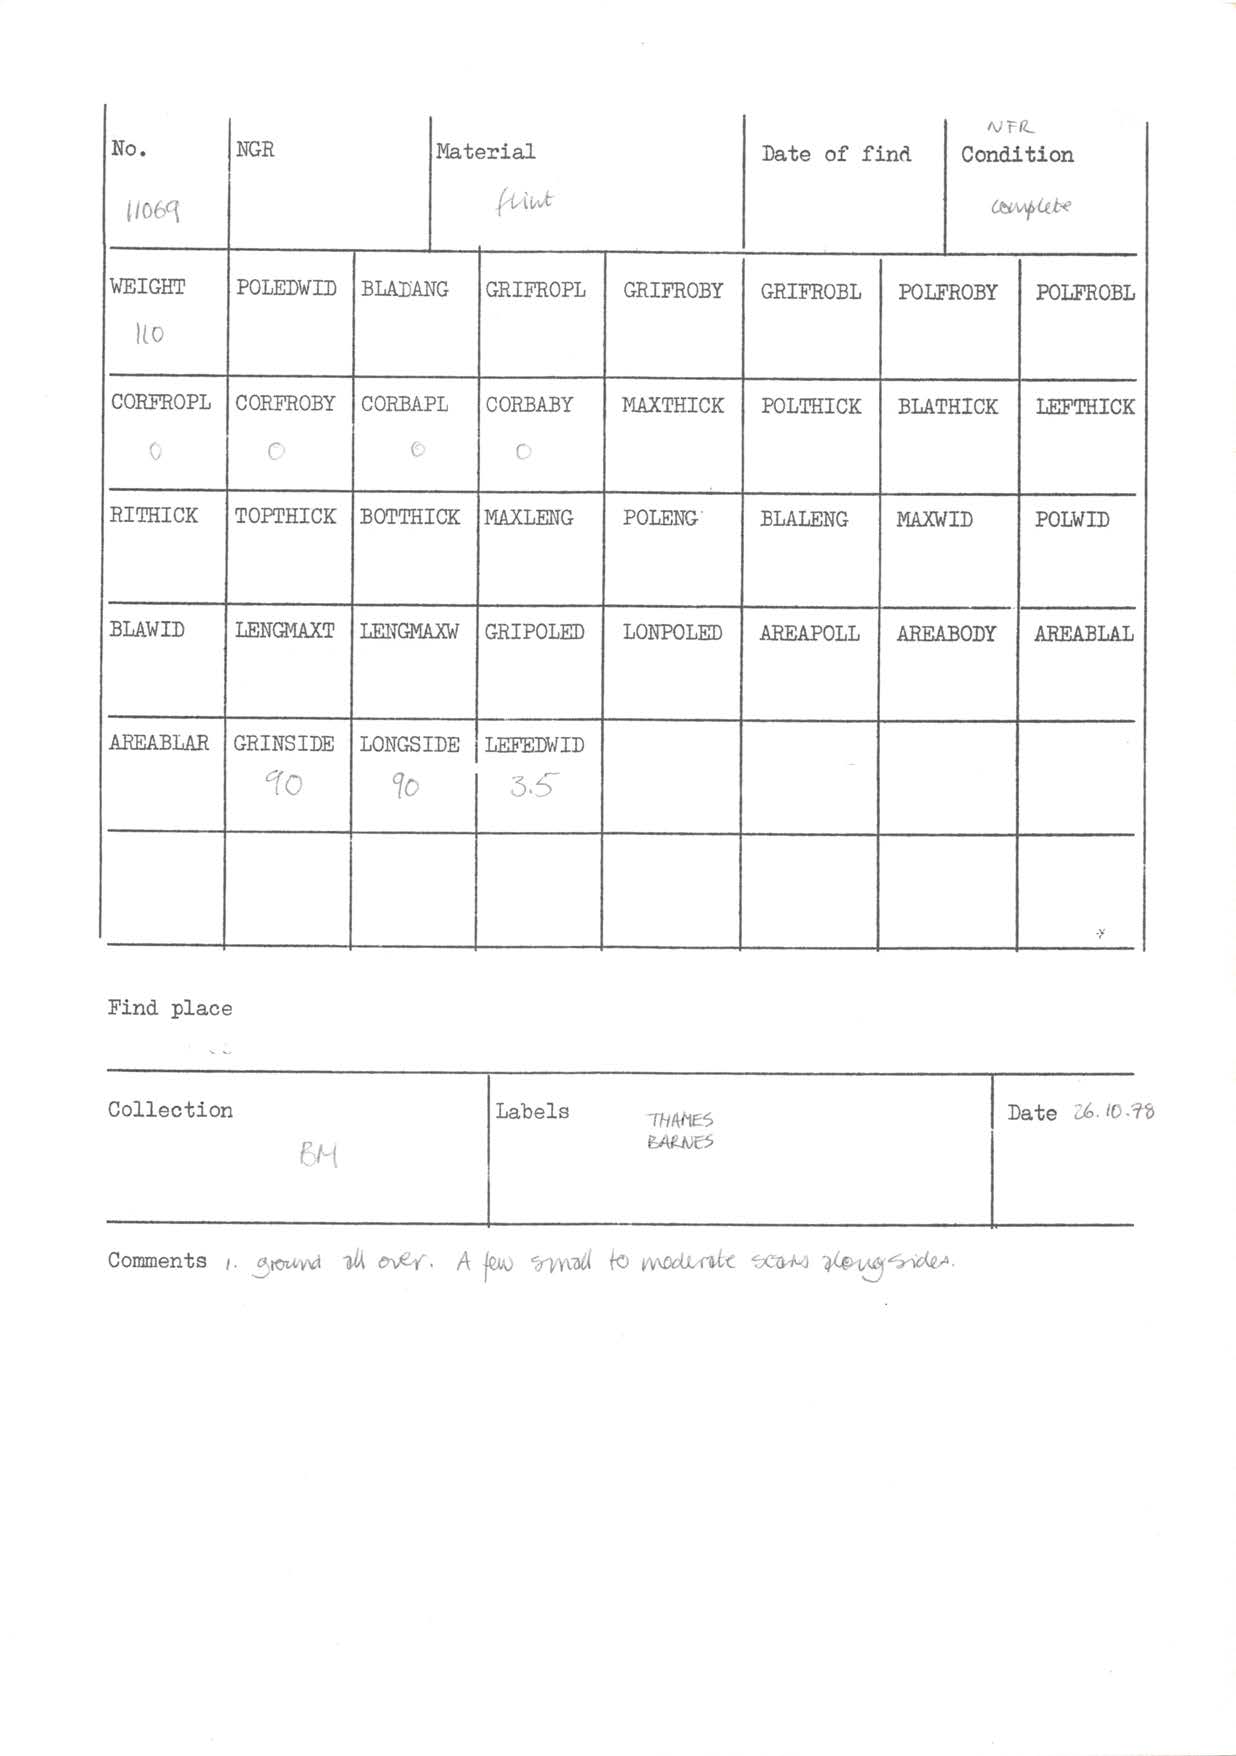 NFR
No. NGR Material Date of find Condition
11069 flint complete
WEIGHT POLEDWID BLADANG GRIFROPL GRIFROBY GRIFROBL POLFROBY POLFROBL
110
CORFROPL CORFROBY CORBAPL CORBABY MAXTHICK POLTHICK BLATHICK LEFTHICK
0 0 0 0
RITHICK TOPTHICK BOTTHICK MAXLENG POLENG BLALENG MAXWID POLWID
BLAWID LENGMAXT LENGMAXW GRIPOLED LONPOLED AREAPOLL AREABODY AREABLAL
AREABLAR GRINSIDE LONGSIDE LEFEDWID
90 90 3.5
Find place
Collection Labels THAMES Date 26.10.78
BARNES
BM
Comments 1. ground all over. A few small to moderate scars along sides.